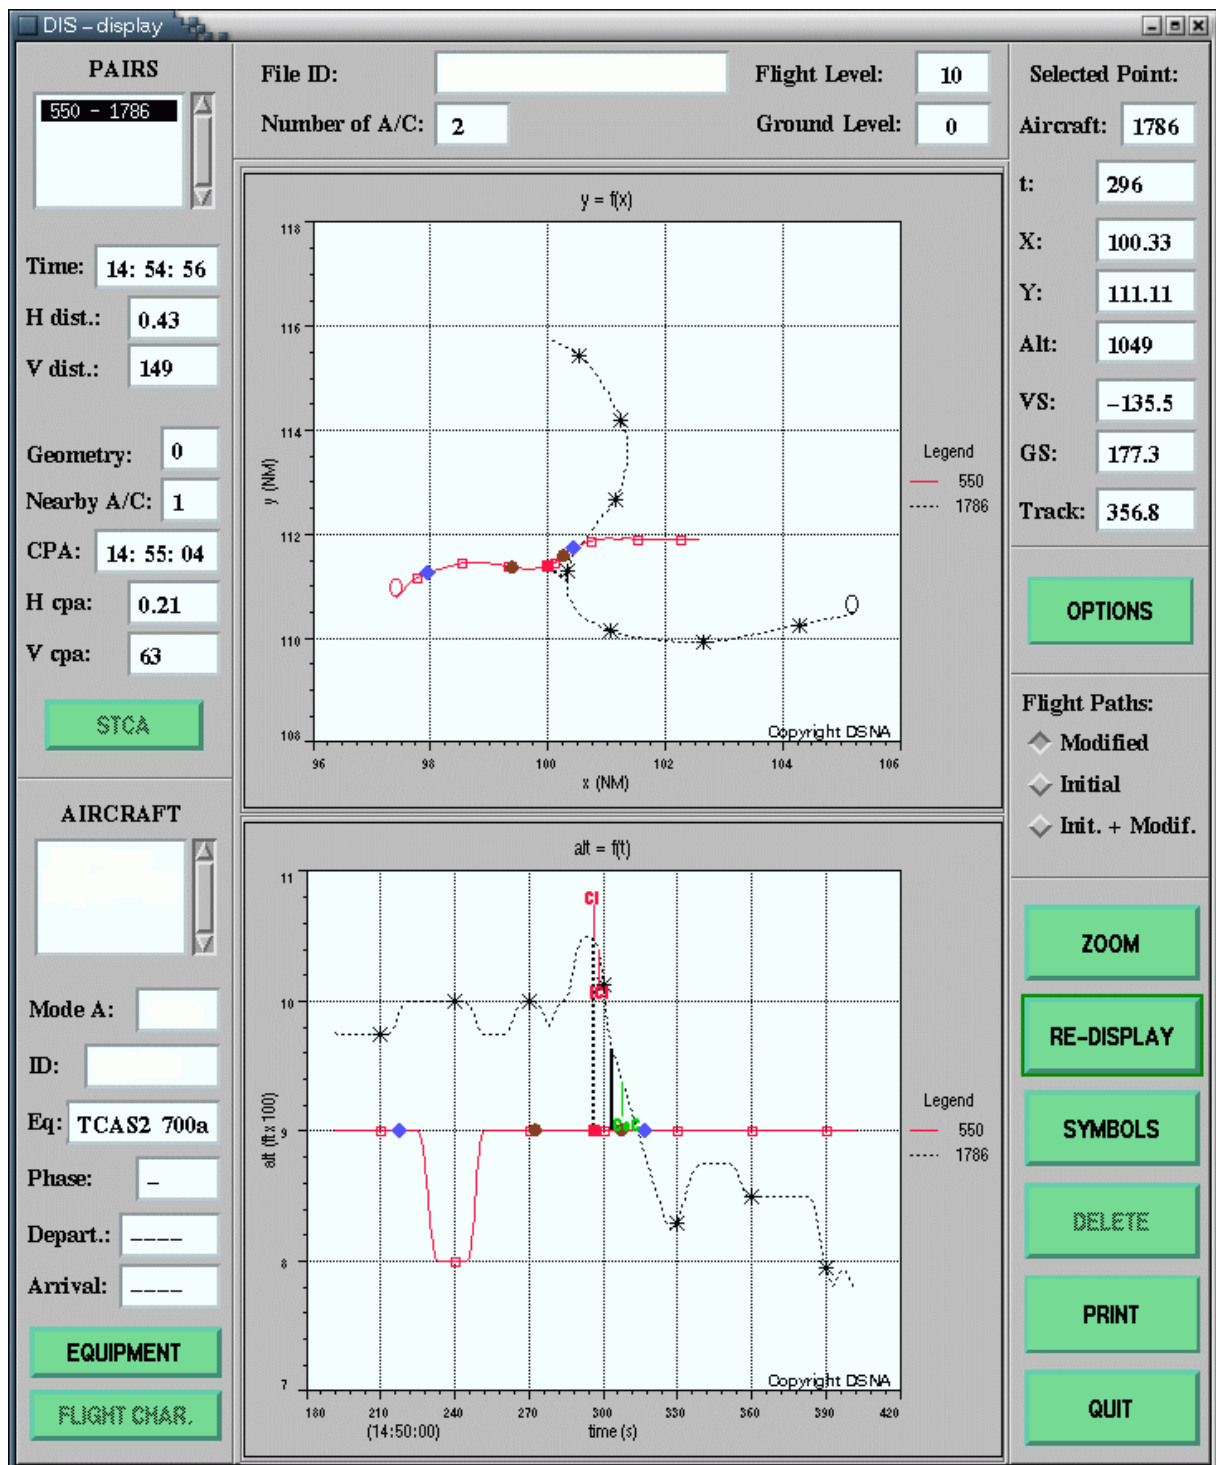 DIS – display
PAIRS
550 – 1786
Time: 14: 54: 56
H dist.: 0.43
V dist.: 149
Geometry: 0
Nearby A/C: 1
CPA: 14: 55: 04
H cpa: 0.21
V cpa: 63
STCA
AIRCRAFT
Mode A:
ID:
Eq: TCAS2 700a
Phase: –
Depart.: ----
Arrival: ----
EQUIPMENT
FLIGHT CHAR.
File ID:
Flight Level: 10
Number of A/C: 2
Ground Level: 0
y = f(x)
118
116
114
112
110
108
y (NM)
96 98 100 102 104 106
x (NM)
Legend
550
1786
Copyright DSNA
alt = f(t)
11
10
9
8
7
alt (ft x 100)
Cl
CoC
180 210 240 270 300 330 360 390 420
(14:50:00) time (s)
Legend
550
1786
Copyright DSNA
Selected Point:
Aircraft: 1786
t: 296
X: 100.33
Y: 111.11
Alt: 1049
VS: –135.5
GS: 177.3
Track: 356.8
OPTIONS
Flight Paths:
Modified
Initial
Init. + Modif.
ZOOM
RE–DISPLAY
SYMBOLS
DELETE
PRINT
QUIT